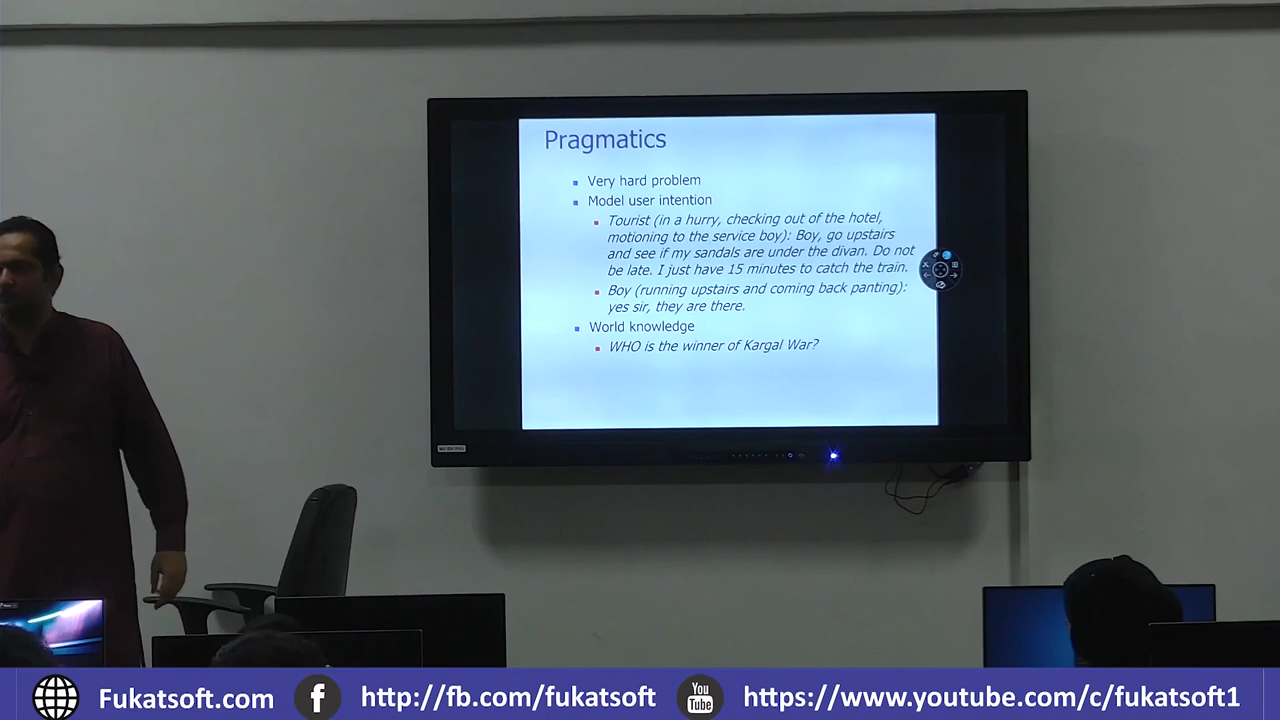 Pragmatics
Very hard problem
Model user intention
Tourist (in a hurry, checking out of the hotel,
motioning to the service boy): Boy, go upstairs
and see if my sandals are under the divan. Do not
be late. I just have 15 minutes to catch the train.
Boy (running upstairs and coming back panting):
yes sir, they are there.
World knowledge
WHO is the winner of Kargal War?
Fukatsoft.com
f
http://fb.com/fukatsoft
You
Tube
https://www.youtube.com/c/fukatsoft1